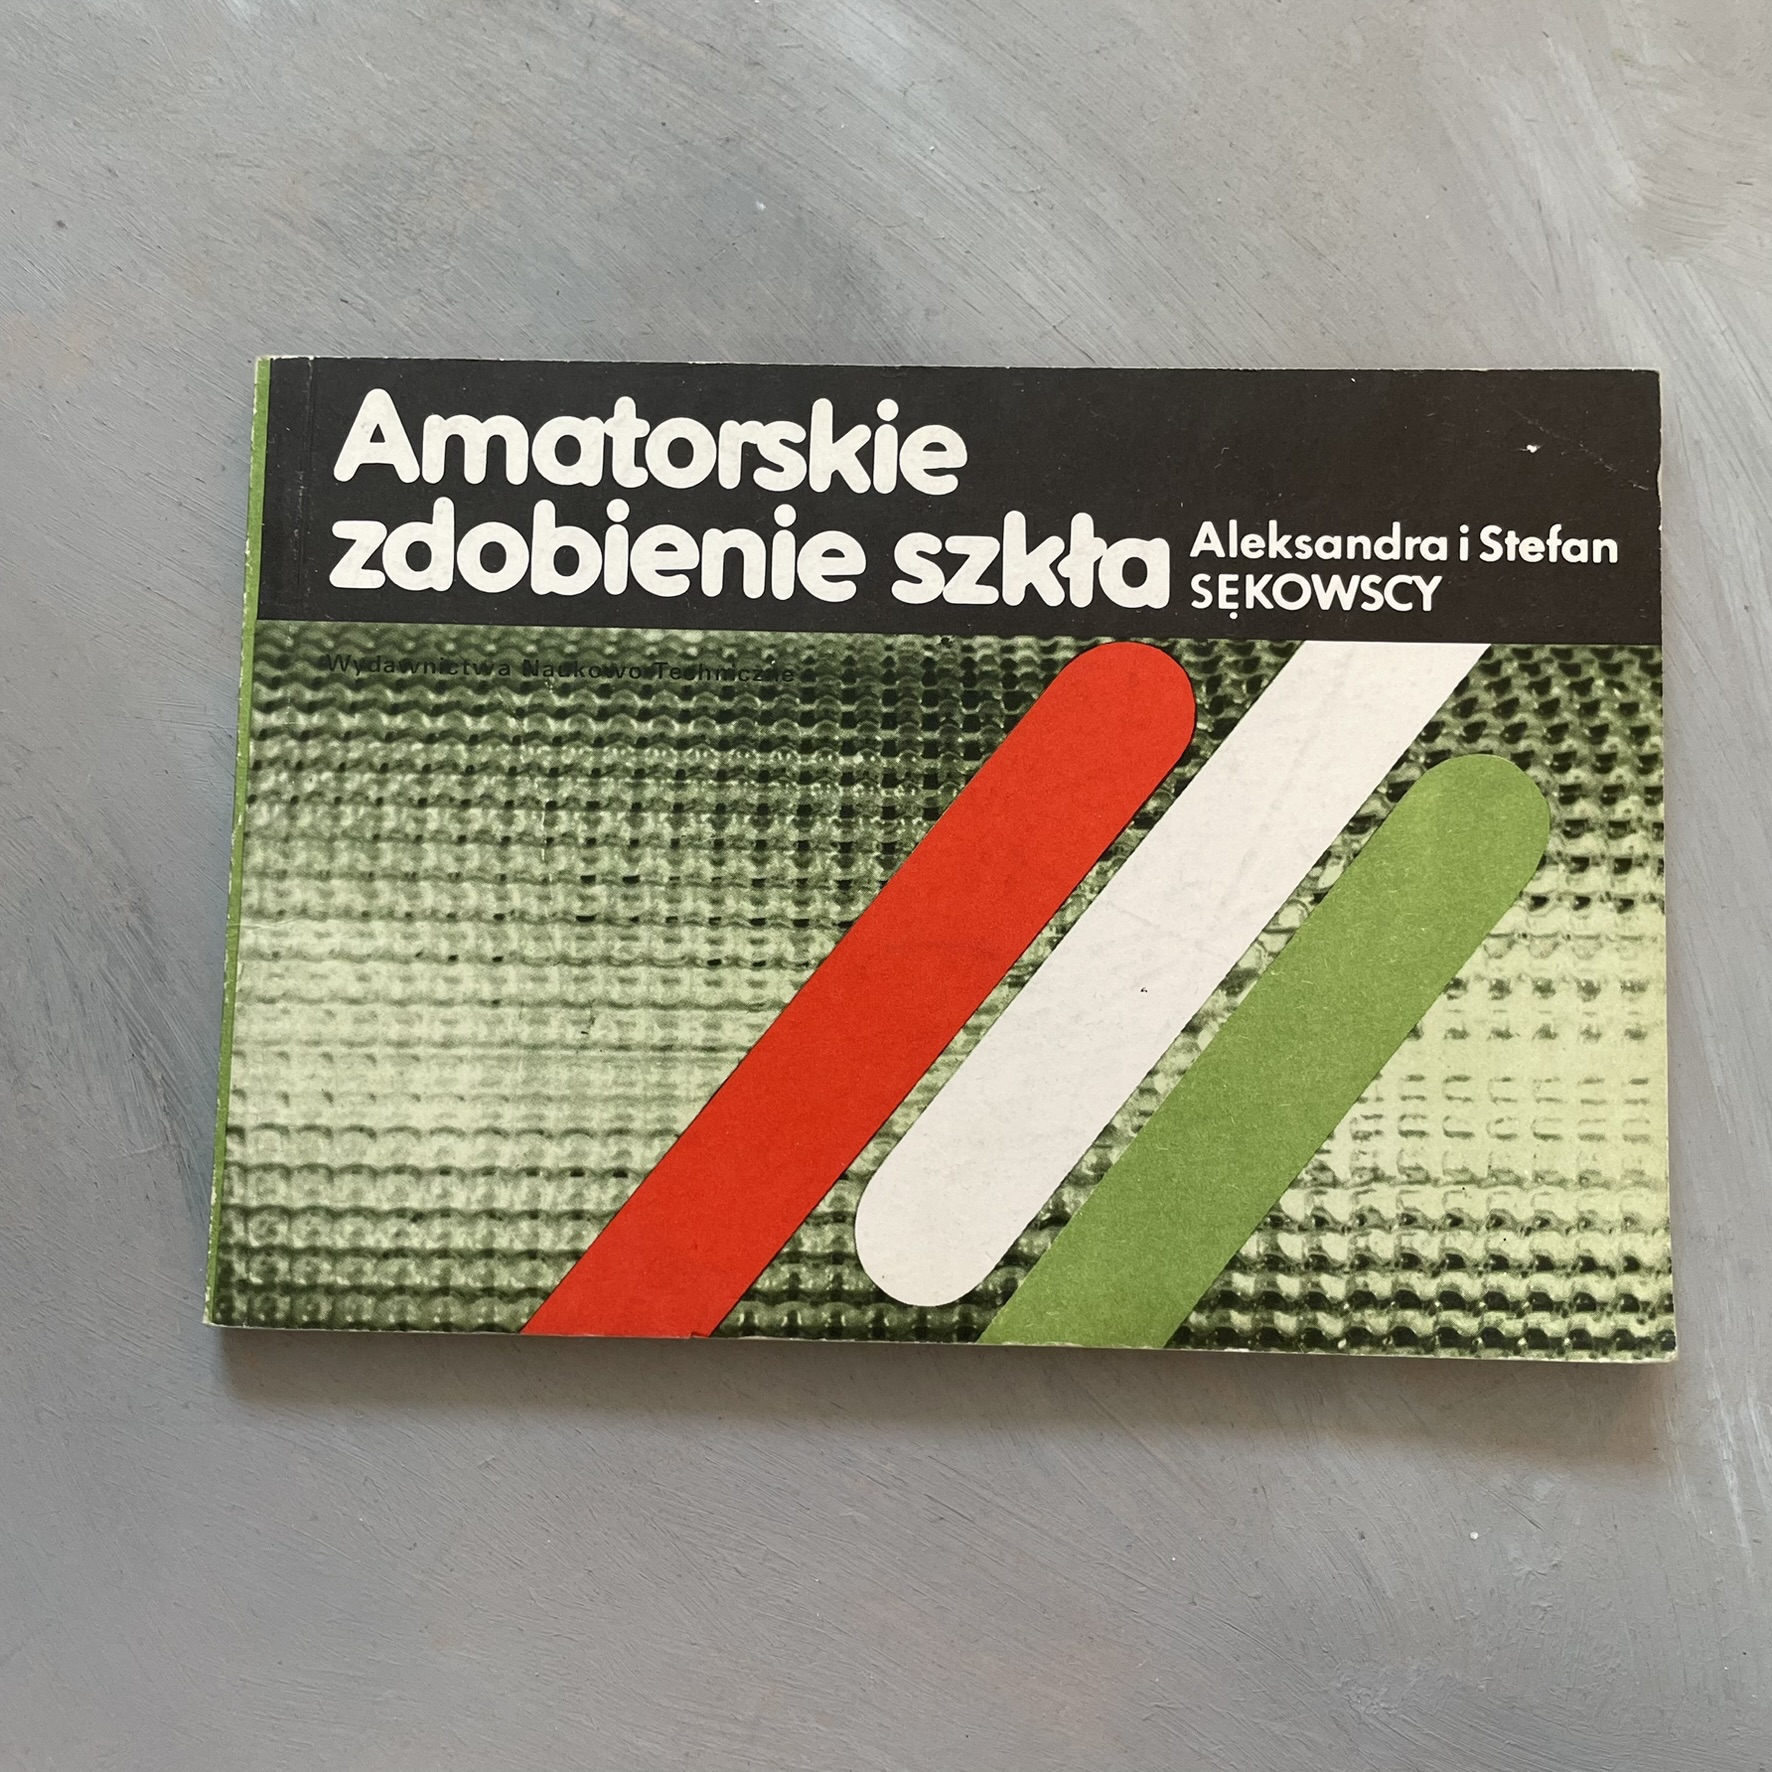 Amatorskie
zdobienie szkła
Aleksandra i Stefan
SĘKOWSCY
Wydawnictwa Naukowo Techniczne